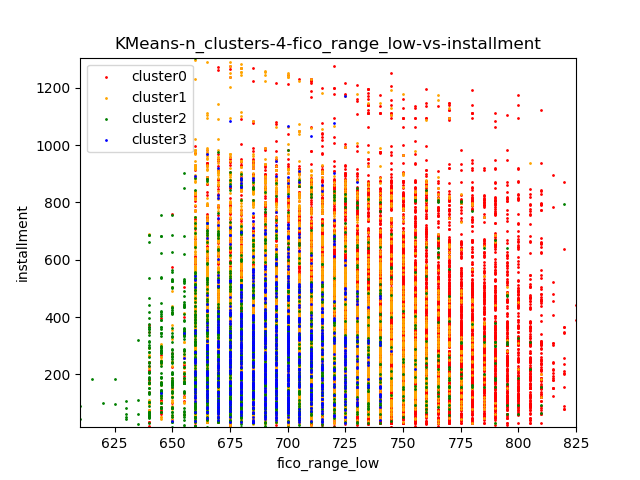 KMeans-n_clusters-4-fico_range_low-vs-installment
cluster0
cluster1
cluster2
cluster3
1200
1000
800
600
400
200
installment
625 650 675 700 725 750 775 800 825
fico_range_low